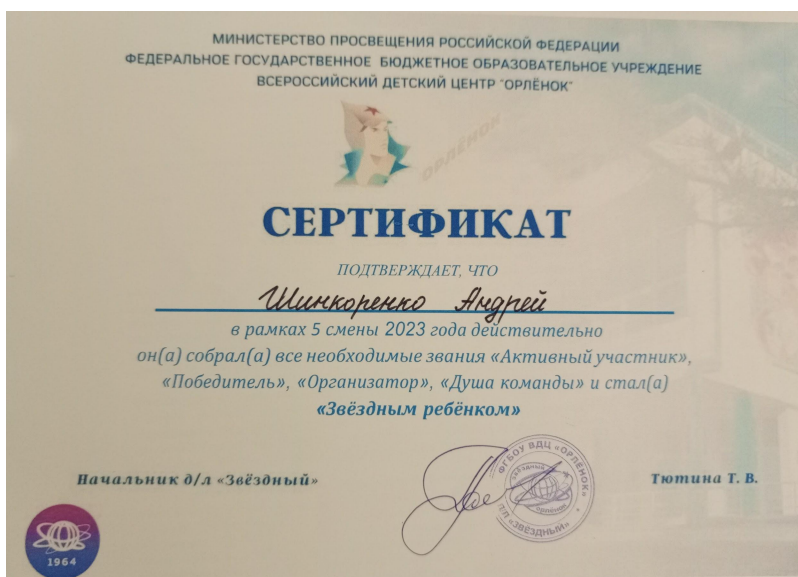 МИНИСТЕРСТВО ПРОСВЕЩЕНИЯ РОССИЙСКОЙ ФЕДЕРАЦИИ
ФЕДЕРАЛЬНОЕ ГОСУДАРСТВЕННОЕ БЮДЖЕТНОЕ ОБРАЗОВАТЕЛЬНОЕ УЧРЕЖДЕНИЕ
ВСЕРОССИЙСКИЙ ДЕТСКИЙ ЦЕНТР "ОРЛЁНОК"
ОРЛЁНОК
СЕРТИФИКАТ
ПОДТВЕРЖДАЕТ, ЧТО
Шинкоренко Андрей
в рамках 5 смены 2023 года действительно
он(а) собрал(а) все необходимые звания «Активный участник»,
«Победитель», «Организатор», «Душа команды» и стал(а)
«Звёздным ребёнком»
Начальник д/л «Звёздный»
ФГБОУ ВДЦ «ОРЛЁНОК»
звёздный
орлёнок
Д/Л «ЗВЕЗДНЫЙ»
Тютина Т. В.
1964